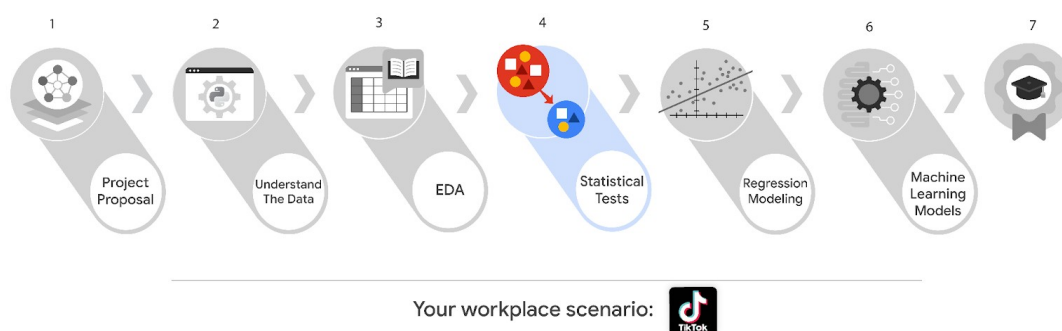 1
2
3
4
5
6
7
Project
Proposal
Understand
The Data
EDA
Statistical
Tests
Regression
Modeling
Machine
Learning
Models
Your workplace scenario:
TikTok